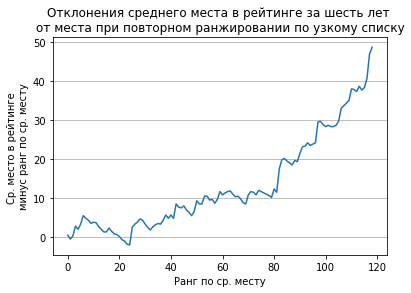 Отклонения среднего места в рейтинге за шесть лет
от места при повторном ранжировании по узкому списку
Ср. место в рейтинге
минус ранг по ср. месту
50
40
30
20
10
0
0
20
40
60
80
100
120
Ранг по ср. месту